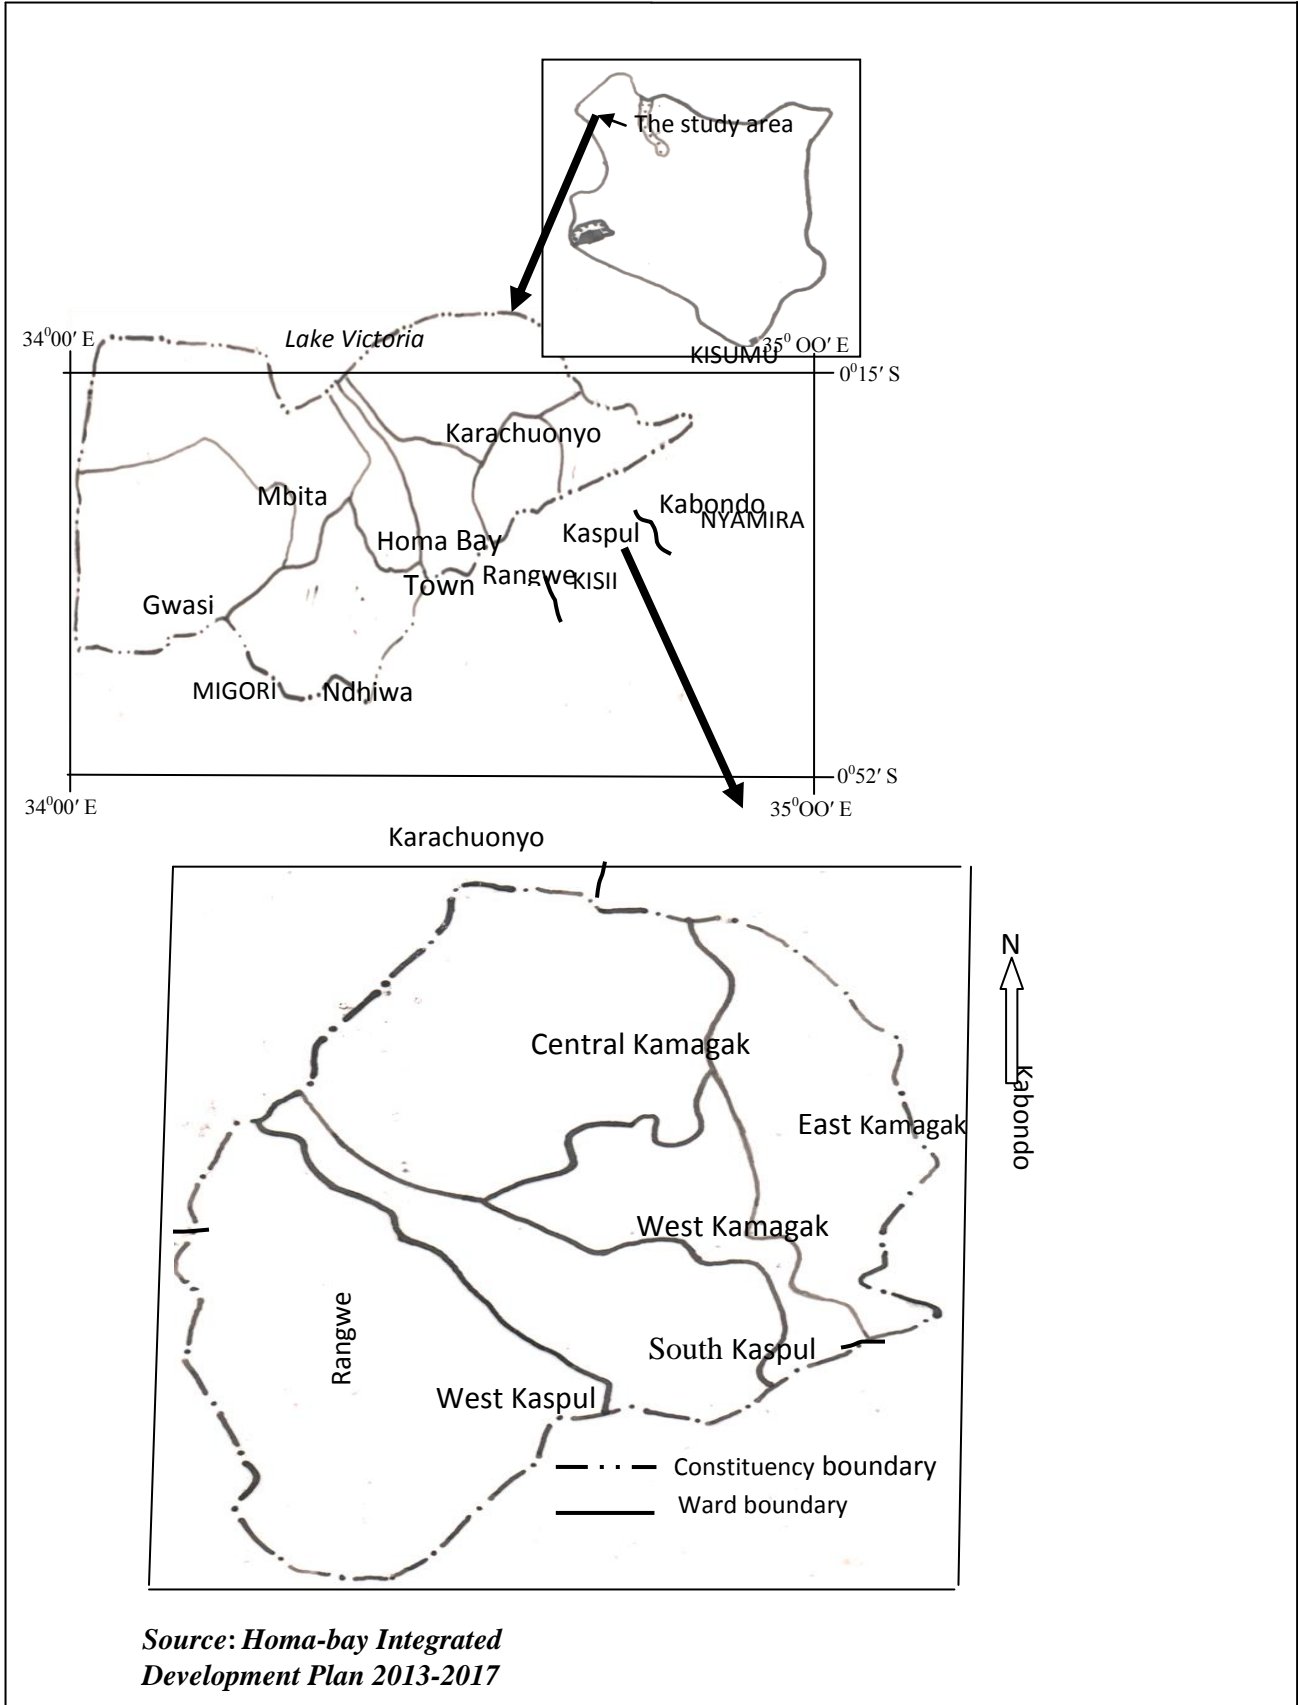 The study area
34⁰00′ E
Lake Victoria
35⁰ OO′ E
KISUMU
0⁰15′ S
Karachuonyo
Mbita
Kabondo
NYAMIRA
Kaspul
Homa Bay
Town
Rangwe
KISII
Gwasi
MIGORI
Ndhiwa
0⁰52′ S
34⁰00′ E
35⁰OO′ E
Karachuonyo
N
Central Kamagak
Kabondo
East Kamagak
West Kamagak
Rangwe
South Kaspul
West Kaspul
Constituency boundary
Ward boundary
Source: Homa-bay Integrated
Development Plan 2013-2017